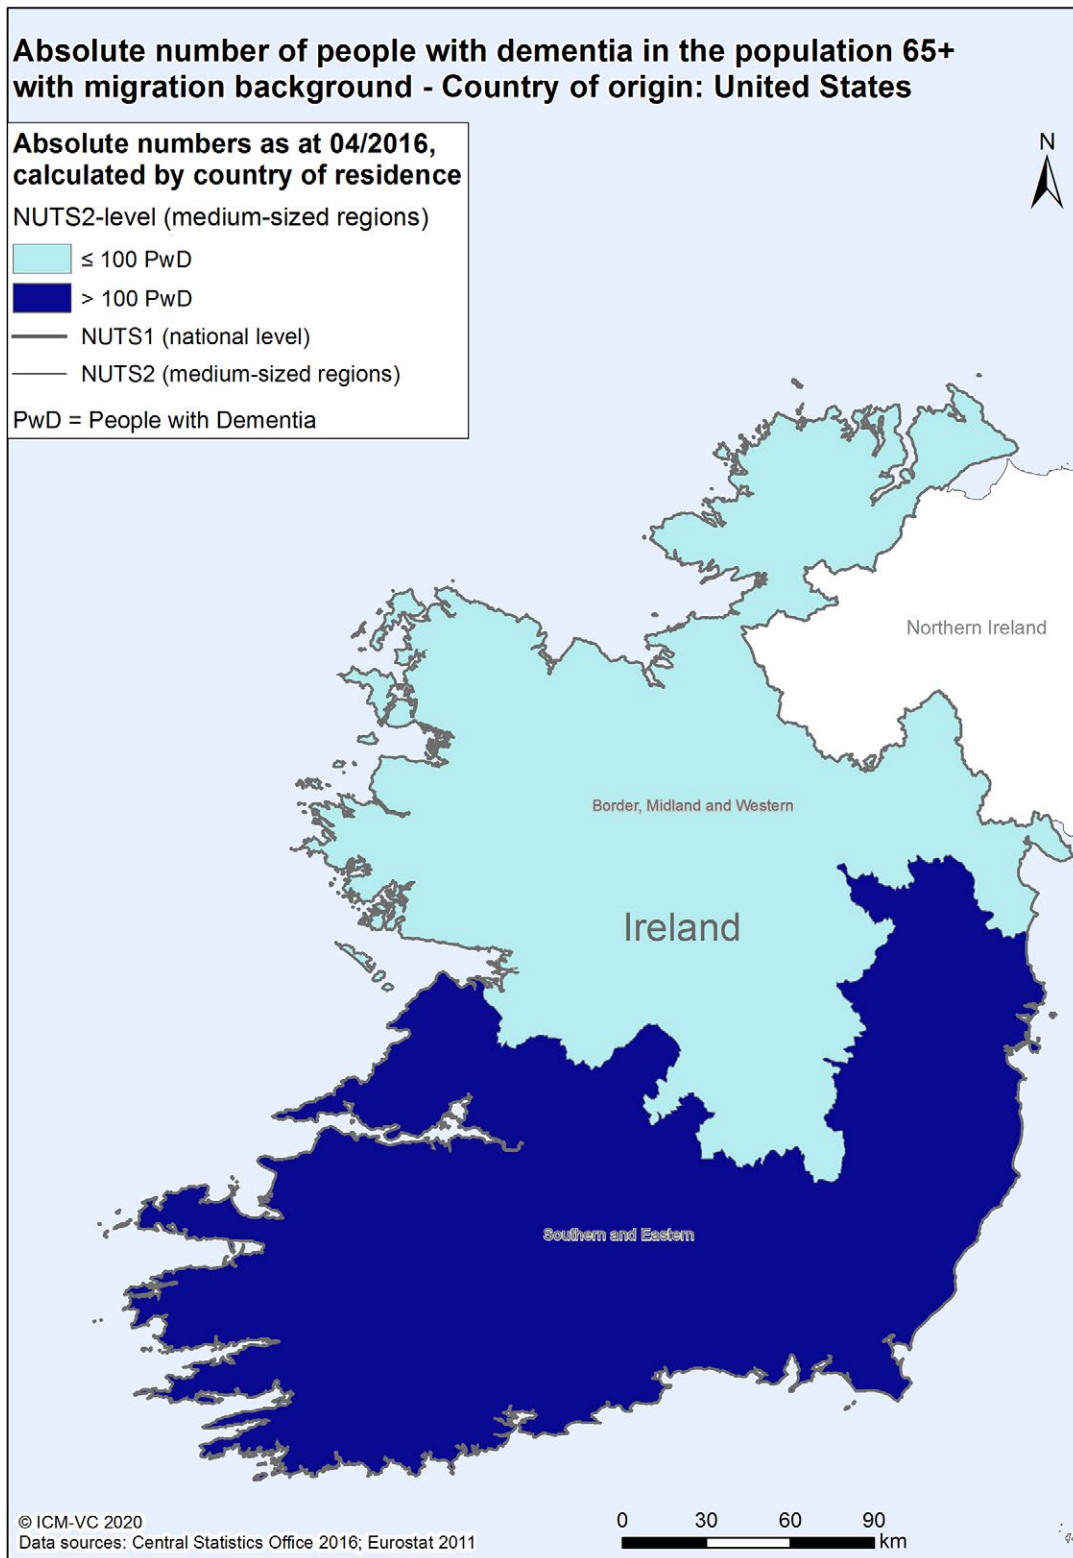 Absolute number of people with dementia in the population 65+
with migration background - Country of origin: United States
Absolute numbers as at 04/2016,
calculated by country of residence
NUTS2-level (medium-sized regions)
≤ 100 PwD
> 100 PwD
NUTS1 (national level)
NUTS2 (medium-sized regions)
PwD = People with Dementia
N
Northern Ireland
Border, Midland and Western
Ireland
Southern and Eastern
© ICM-VC 2020
Data sources: Central Statistics Office 2016; Eurostat 2011
0 30 60 90
km